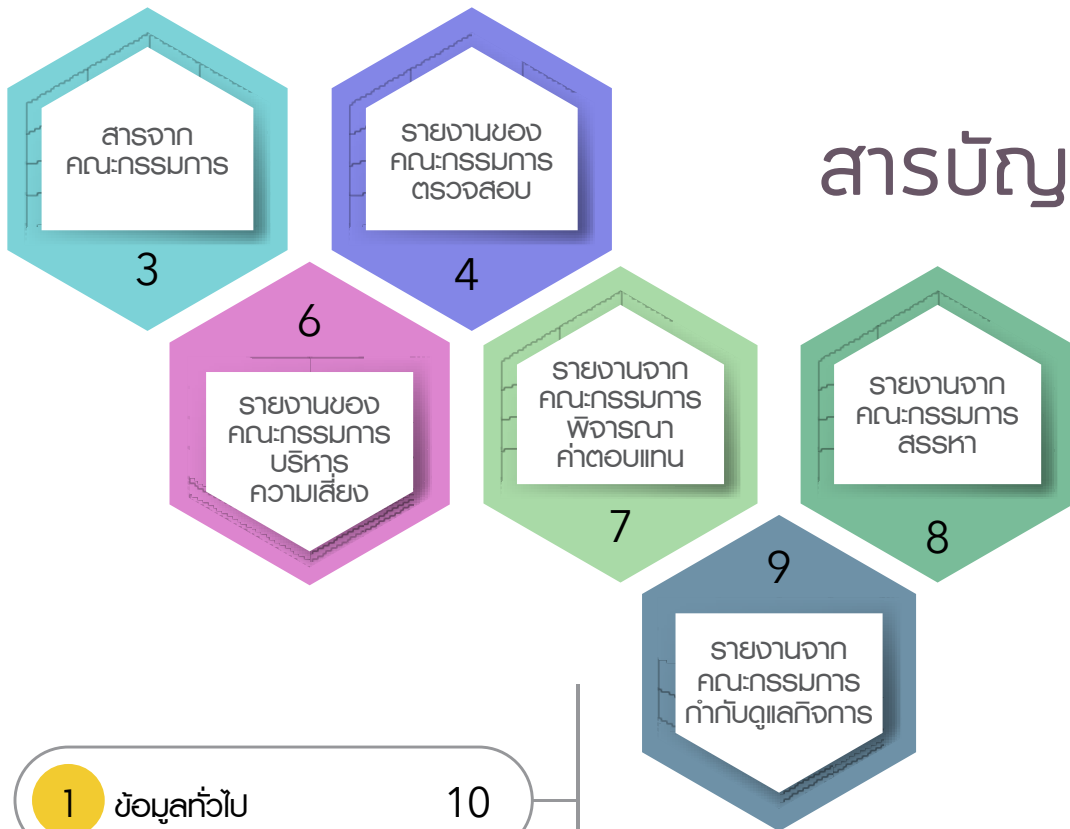 สารบัญ
สารจาก
คณะกรรมการ
3
รายงานของ
คณะกรรมการ
ตรวจสอบ
4
6
รายงานของ
คณะกรรมการ
บริหาร
ความเสี่ยง
รายงานจาก
คณะกรรมการ
พิจารณา
ค่าตอบแทน
7
รายงานจาก
คณะกรรมการ
สรรหา
8
9
รายงานจาก
คณะกรรมการ
กำกับดูแลกิจการ
1 ข้อมูลทั่วไป 10